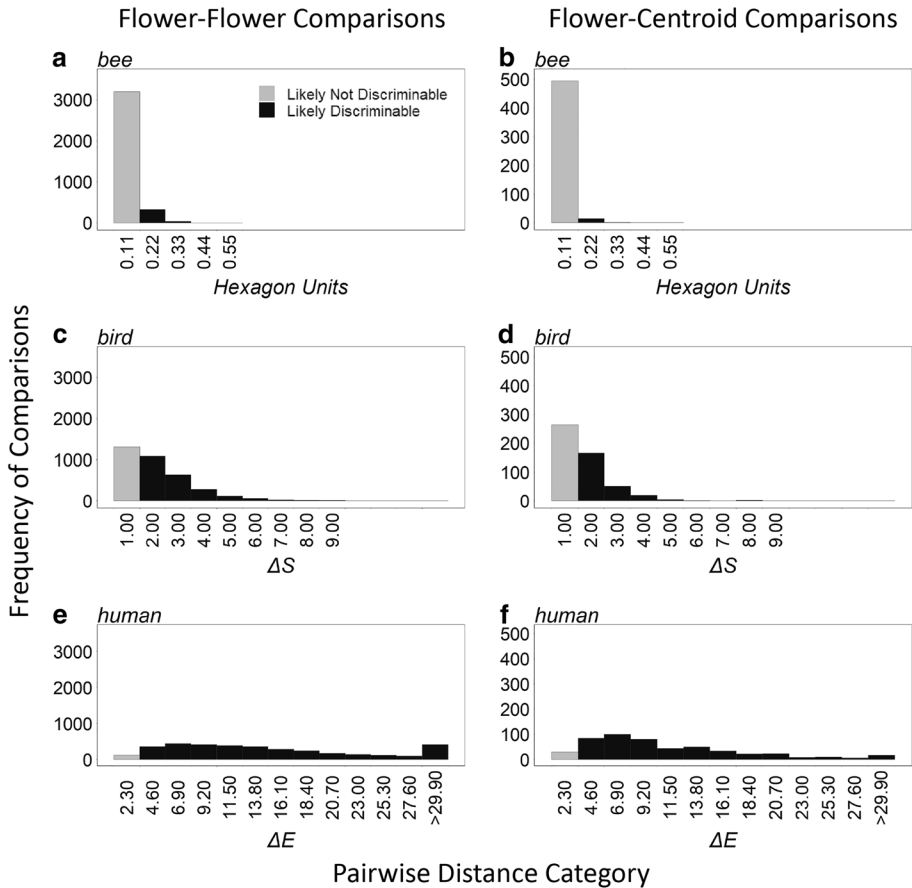 Flower-Flower Comparisons
Flower-Centroid Comparisons
Frequency of Comparisons
a bee
3000
2000
1000
0
Likely Not Discriminable
Likely Discriminable
0.11 0.22 0.33 0.44 0.55
Hexagon Units
b bee
500
400
300
200
100
0
0.11 0.22 0.33 0.44 0.55
Hexagon Units
c bird
3000
2000
1000
0
1.00 2.00 3.00 4.00 5.00 6.00 7.00 8.00 9.00
ΔS
d bird
500
400
300
200
100
0
1.00 2.00 3.00 4.00 5.00 6.00 7.00 8.00 9.00
ΔS
e human
3000
2000
1000
0
2.30 4.60 6.90 9.20 11.50 13.80 16.10 18.40 20.70 23.00 25.30 27.60 >29.90
ΔE
f human
500
400
300
200
100
0
2.30 4.60 6.90 9.20 11.50 13.80 16.10 18.40 20.70 23.00 25.30 27.60 >29.90
ΔE
Pairwise Distance Category